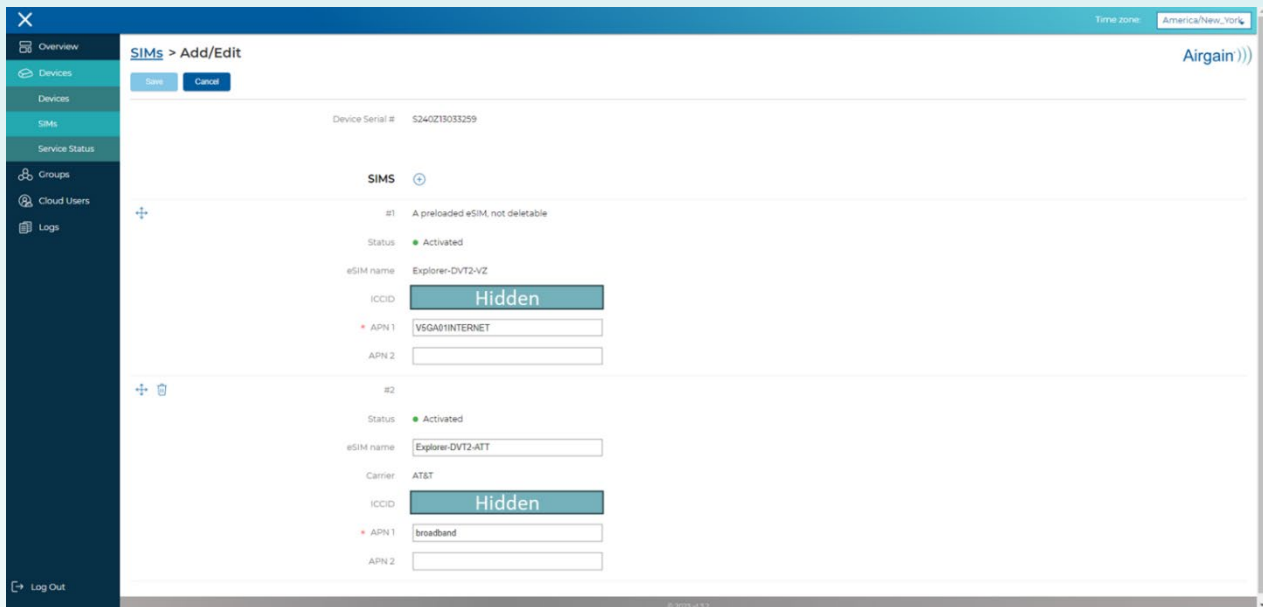 Time zone: America/New_York
Overview
Devices
Devices
SIMs
Service Status
Groups
Cloud Users
Logs
Log Out
SIMs > Add/Edit
Airgain
Save Cancel
Device Serial # S240Z13033259
SIMS
#1 A preloaded eSIM, not deletable
Status Activated
eSIM name Explorer-DVT2-VZ
ICCID Hidden
* APN 1 V5GA01INTERNET
APN 2
#2
Status Activated
eSIM name Explorer-DVT2-ATT
Carrier AT&T
ICCID Hidden
* APN 1 broadband
APN 2